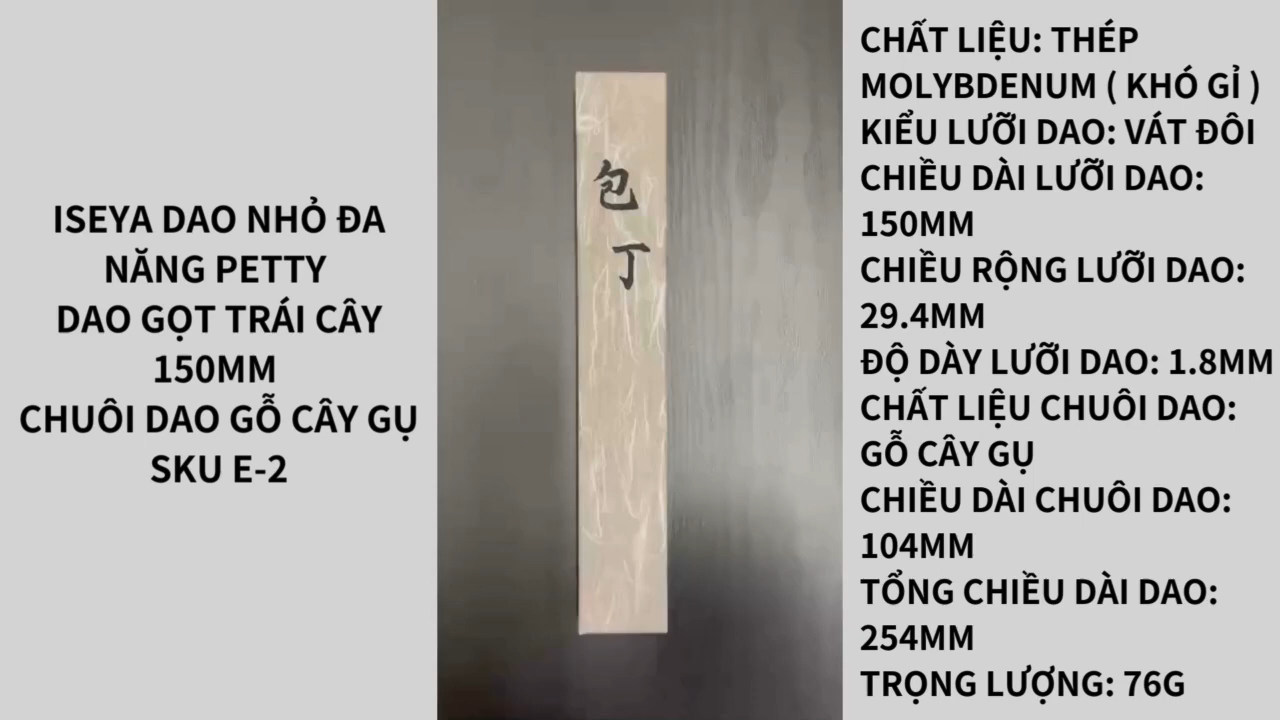 ISEYA DAO NHỎ ĐA
NĂNG PETTY
DAO GỌT TRÁI CÂY
150MM
CHUÔI DAO GỖ CÂY GỤ
SKU E-2
包
丁
CHẤT LIỆU: THÉP
MOLYBDENUM ( KHÓ GỈ )
KIỂU LƯỠI DAO: VÁT ĐÔI
CHIỀU DÀI LƯỠI DAO:
150MM
CHIỀU RỘNG LƯỠI DAO:
29.4MM
ĐỘ DÀY LƯỠI DAO: 1.8MM
CHẤT LIỆU CHUÔI DAO:
GỖ CÂY GỤ
CHIỀU DÀI CHUÔI DAO:
104MM
TỔNG CHIỀU DÀI DAO:
254MM
TRỌNG LƯỢNG: 76G